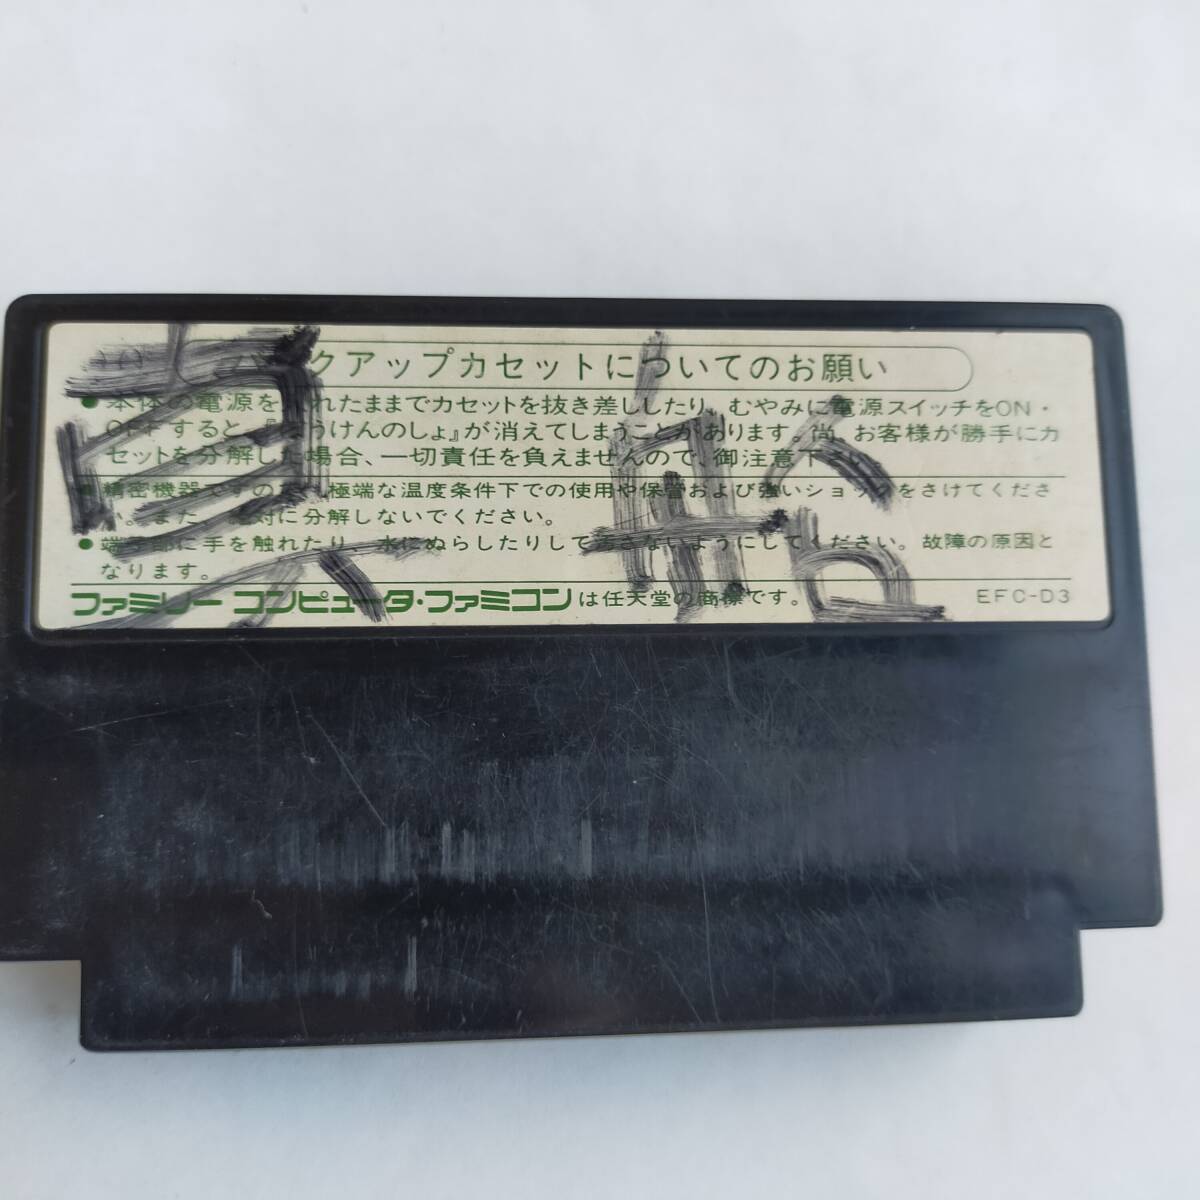 バックアップカセットについてのお願い
●本体の電源を入れたままでカセットを抜き差ししたり、むやみに電源スイッチをON・
OFFすると、『ぼうけんのしょ』が消えてしまうことがあります。尚、お客様が勝手にカ
セットを分解した場合、一切責任を負えませんので、御注意下さい。
●精密機器ですので、極端な温度条件下での使用や保管および強いショックをさけてくださ
い。また、絶対に分解しないでください。
●端子部に手を触れたり、水にぬらしたりして汚さないようにしてください。故障の原因と
なります。
ファミリーコンピュータ・ファミコンは任天堂の商標です。 EFC-D3